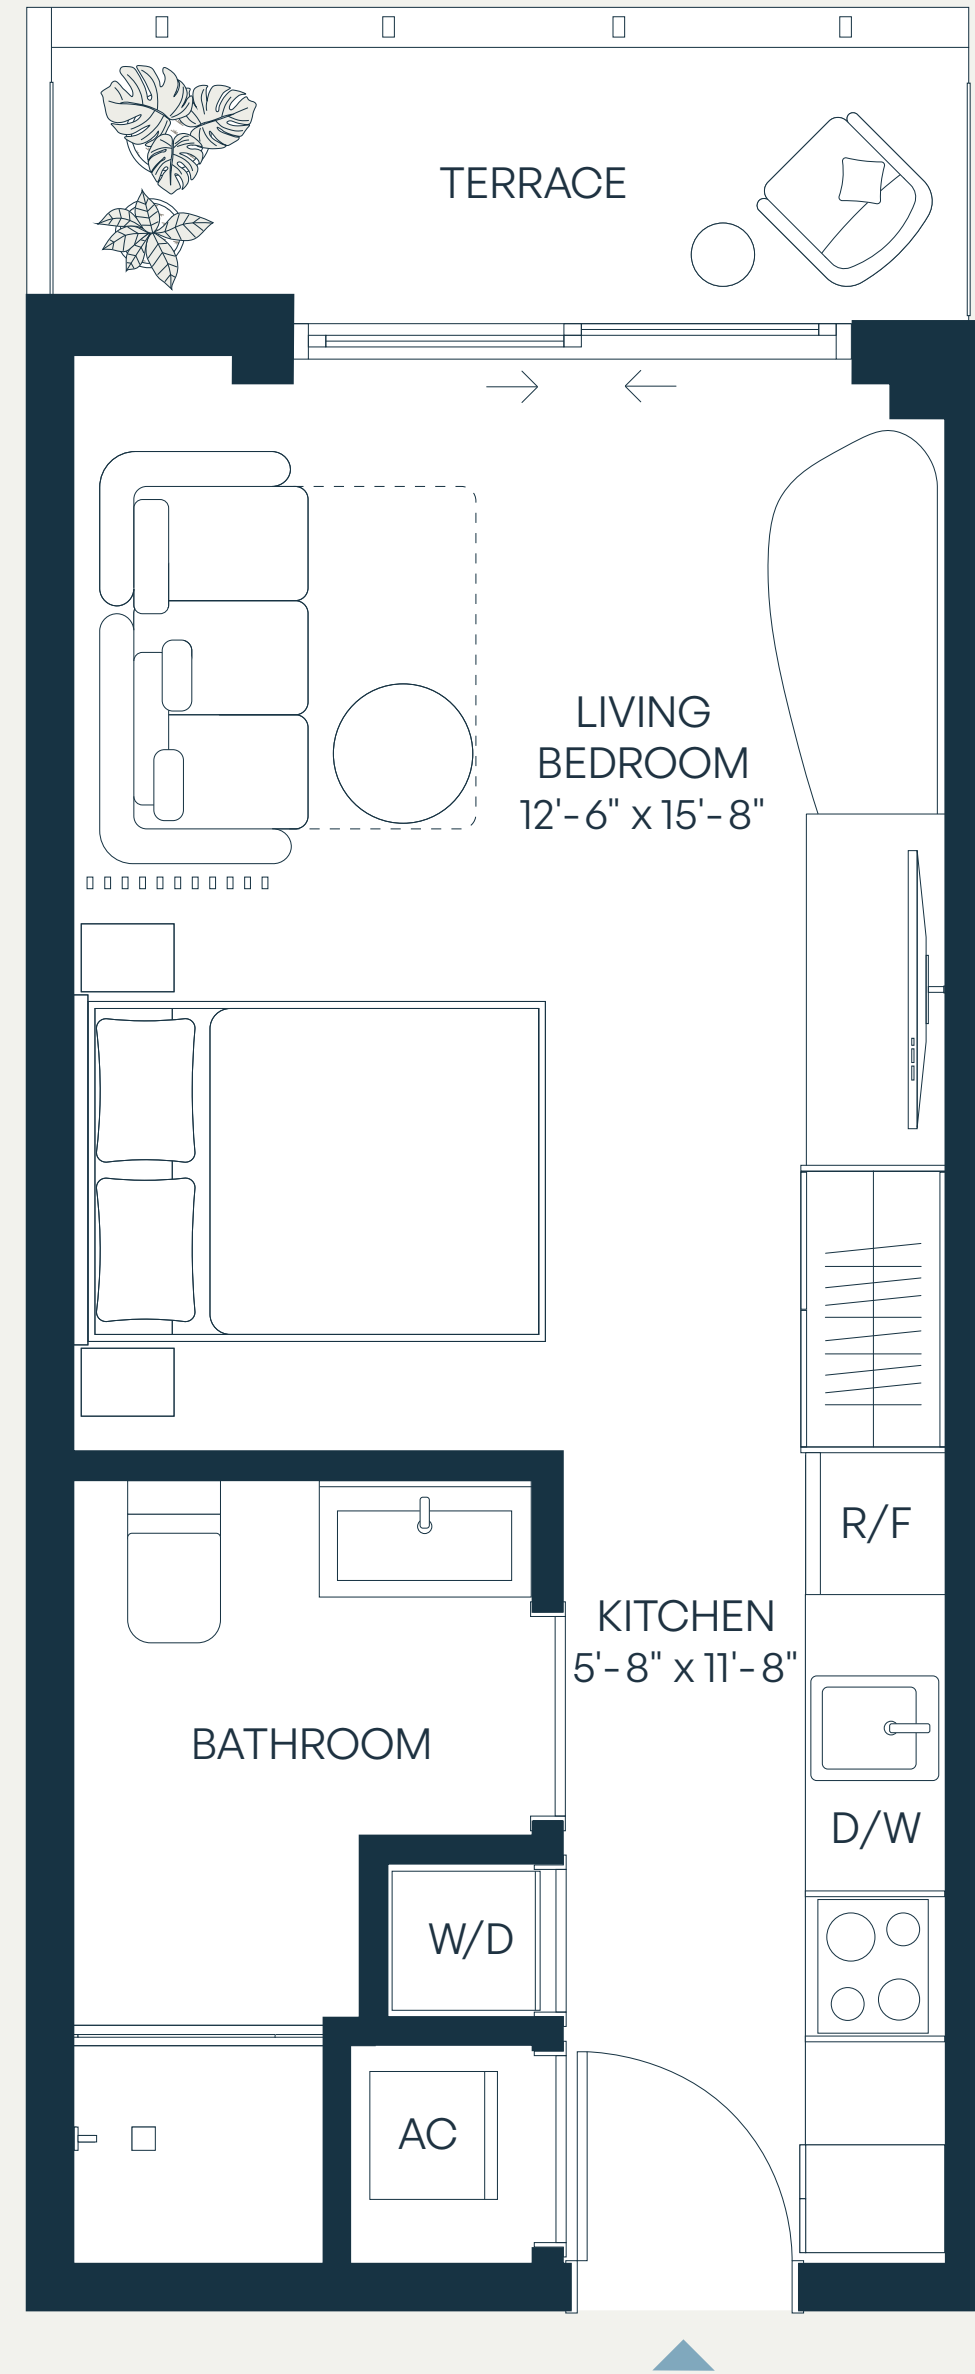 TERRACE
LIVING
BEDROOM
12'-6" x 15'-8"
R/F
KITCHEN
5'-8" x 11'-8"
BATHROOM
D/W
W/D
AC